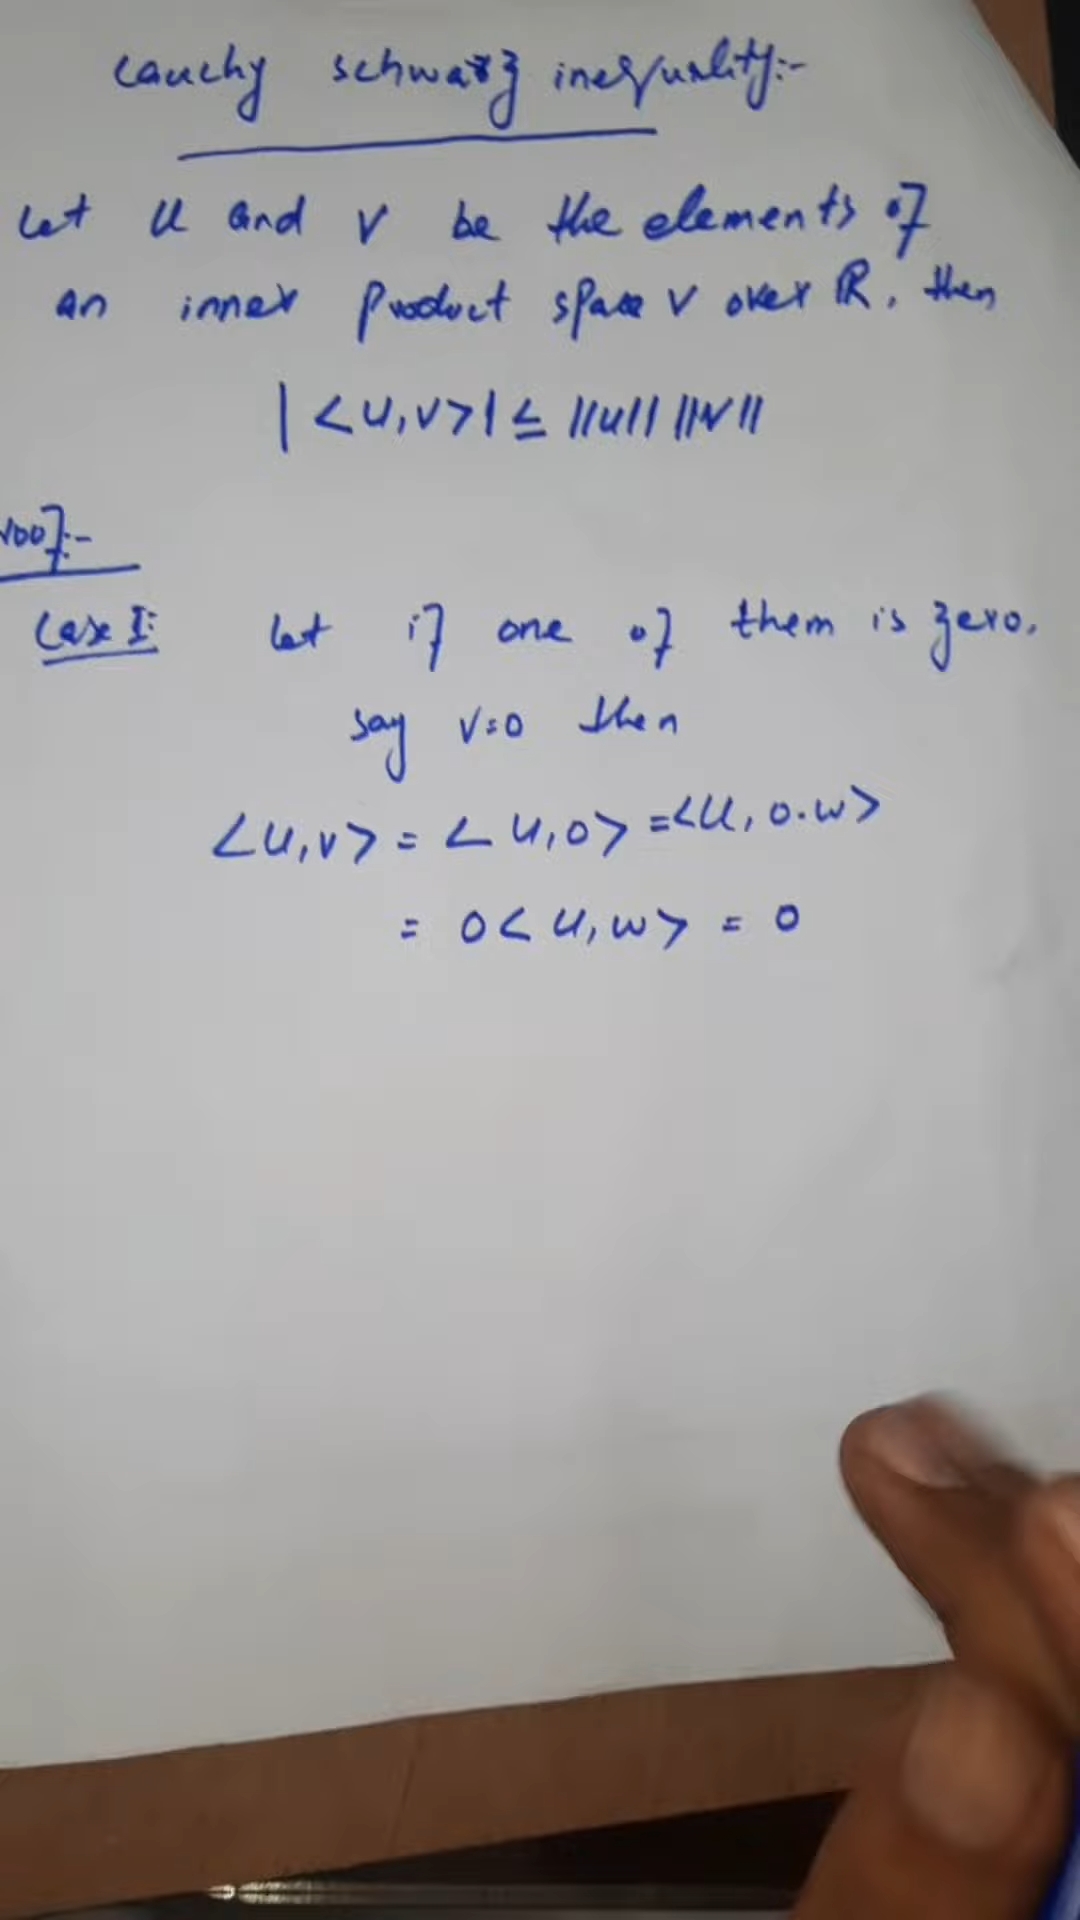 Cauchy schwarz inequality:-
Let u and v be the elements of
an inner product space V over ℝ, then
|<u,v>| ≤ ||u|| ||v||
roof:-
Case I: Let if one of them is zero.
say v=0 then
<u,v> = <u,0> = <u, 0.w>
= 0<u,w> = 0